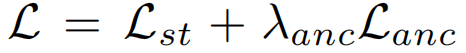 ℒ = ℒ_{st} + λ_{anc}ℒ_{anc}